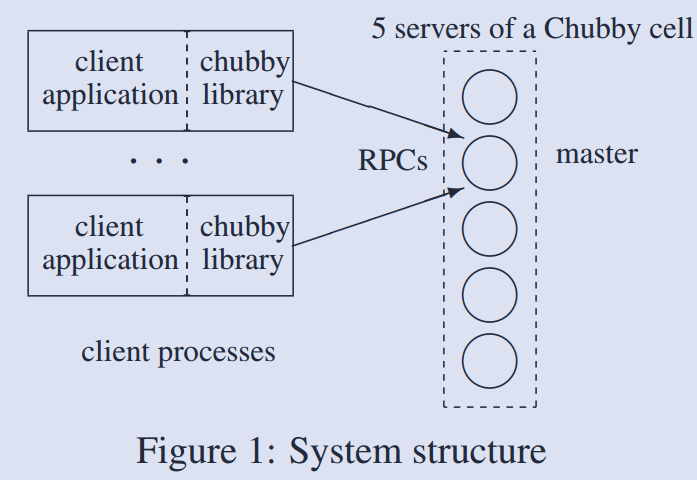 5 servers of a Chubby cell
client chubby
application library
. . .
RPCs
master
client chubby
application library
client processes
Figure 1: System structure